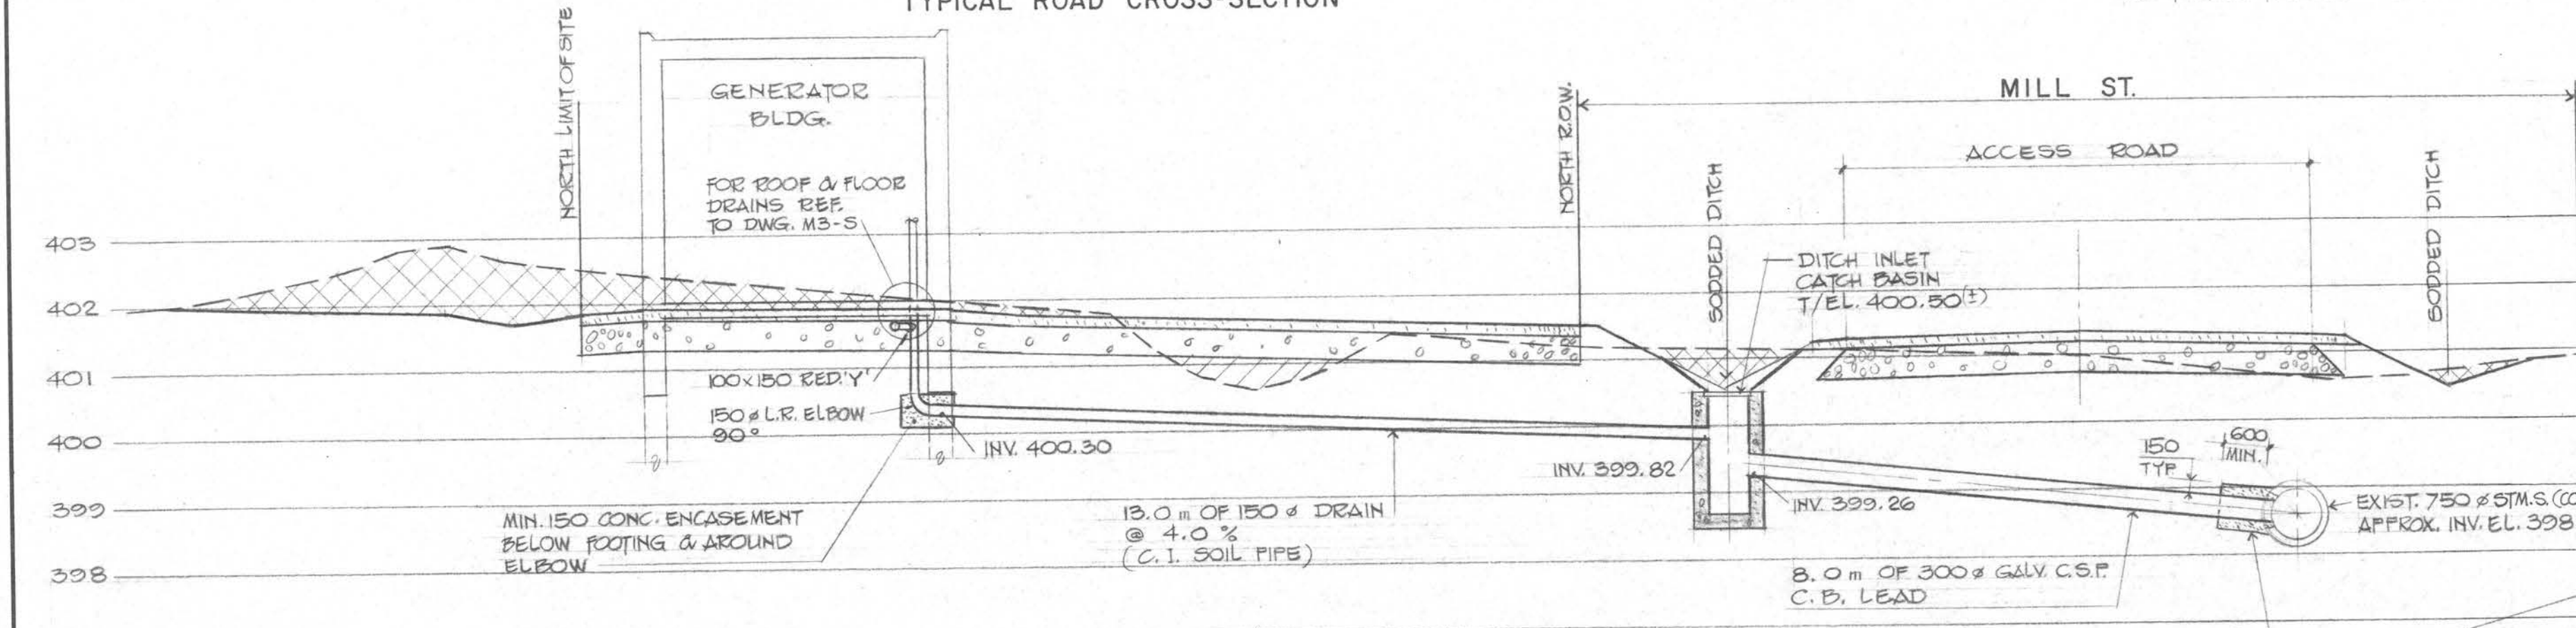 TYPICAL ROAD CROSS-SECTION
NORTH LIMIT OF SITE
GENERATOR
BLDG.
FOR ROOF & FLOOR
DRAINS REF.
TO DWG. M3-S
NORTH R.O.W.
MILL ST.
ACCESS ROAD
SODDED DITCH
SODDED DITCH
DITCH INLET
CATCH BASIN
T/EL. 400.50(±)
403
402
401
400
399
398
100x150 RED.'Y'
150 ø L.R. ELBOW
90°
INV. 400.30
MIN. 150 CONC. ENCASEMENT
BELOW FOOTING & AROUND
ELBOW
13.0 m OF 150 ø DRAIN
@ 4.0 %
(C.I. SOIL PIPE)
INV. 399.82
INV. 399.26
150
TYP
600
MIN.
EXIST. 750 ø STM.S. (CO
APPROX. INV. EL. 398
8.0 m OF 300 ø GALV. C.S.P.
C.B. LEAD